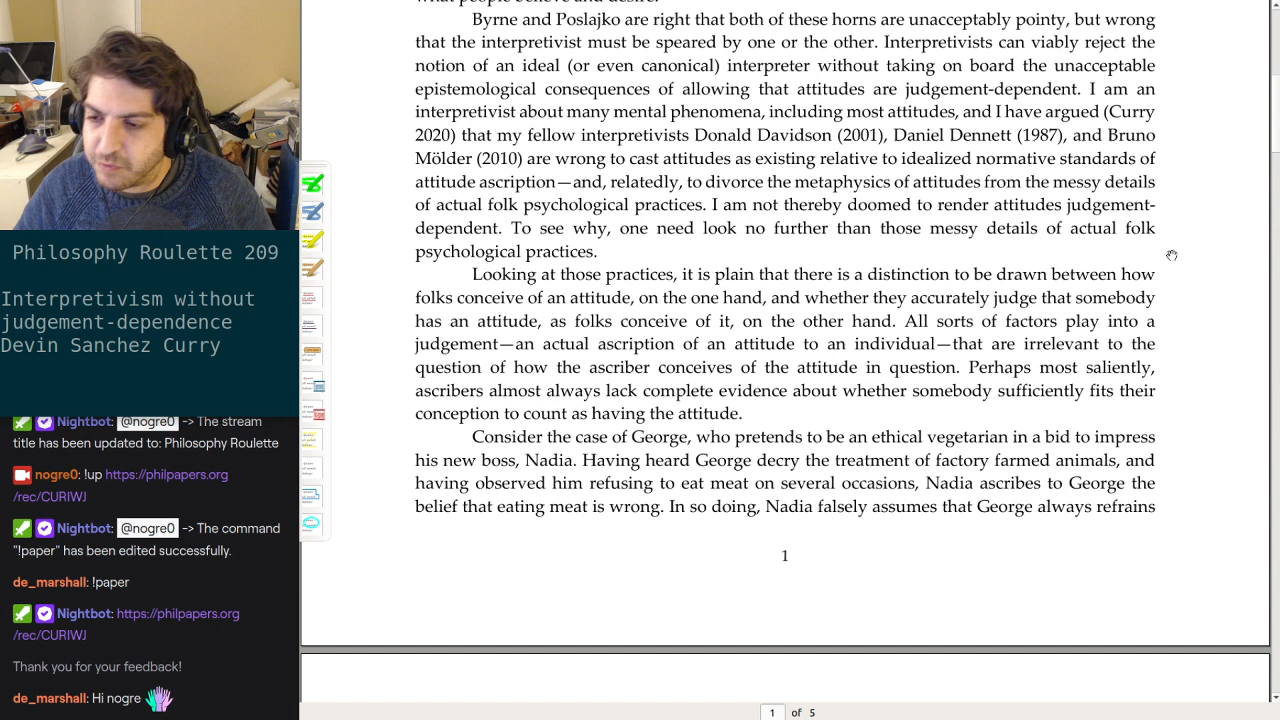 what people believe and desire.
Byrne and Poslajko are right that both of these horns are unacceptably pointy, but wrong
that the interpretivist must be speared by one or the other. Interpretivists can viably reject the
notion of an ideal (or even canonical) interpreter without taking on board the unacceptable
epistemological consequences of allowing that attitudes are judgement-dependent. I am an
interpretivist about many mental phenomena, including most attitudes, and I have argued (Curry
2020) that my fellow interpretivists Donald Davidson (2001), Daniel Dennett (1987), and Bruno
Mölder (2010) are wrong to cast attitudes as existing relative to idealized normative standards of
attitude ascription—and, relatedly, to divorce the metaphysics of attitudes from the messy details
of actual folk psychological practices. I am not thereby doomed to render attitudes judgement-
dependent. To see why, one need look no further than those messy details of actual folk
psychological practices.
Looking at those practices, it is plain that there is a distinction to be drawn between how
folks conceive of an attitude, on the one hand, and whether they accurately judge that somebody
has an attitude so folks conceived, on the other hand. All sorts of factors play into a
judgement—an actual ascription of an attitude to an individual—that are irrelevant to the
question of how the ascriber conceives of the attitude in question. Perhaps most saliently,
ascribers almost always lack complete evidence about whether somebody sufficiently fits their
conception to count as having the attitude.
Consider the case of George, who pretends to be an ethical vegetarian in a bid to impress
his new boss, Nadia. Having heard George decry the treatment of factory-farmed animals, and
having observed him refusing to eat meat on several occasions, Nadia ascribes to George the
belief that eating meat is wrong. In so doing, Nadia falsely assumes that George always refrains
1
1 of 5
Philosophy Roulette 209
Interpretivism without
judgement-dependence
Devin Sanchez Curry
Nightbot: @nogre0 -> The stream
title has been updated to: Philosophy Roulette
nogre0: !up https://philpapers.org
/rec/CURIWJ
Nightbot: @nogre0 -> The command
"!paper" has been edited successfully.
de_marshall: !paper
Nightbot: https://philpapers.org
/rec/CURIWJ
Thank you for your feedback!
de_marshall: Hi nogre